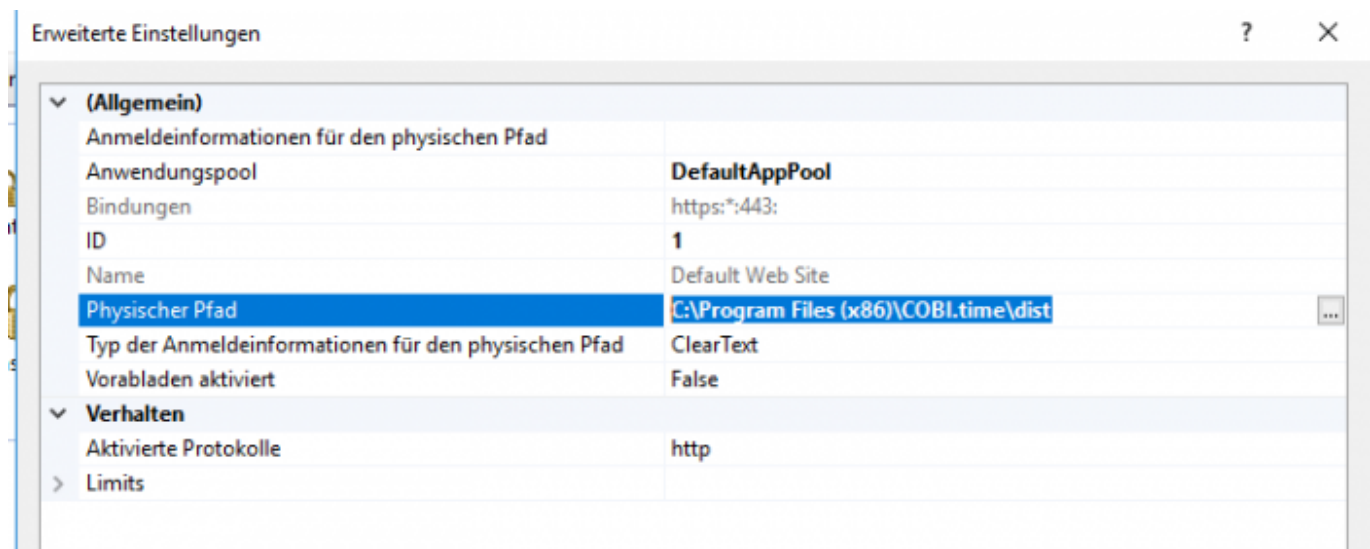 Erweiterte Einstellungen ? ×
(Allgemein)
Anmeldeinformationen für den physischen Pfad
Anwendungspool DefaultAppPool
Bindungen https:*:443:
ID 1
Name Default Web Site
Physischer Pfad C:\Program Files (x86)\COBI.time\dist ...
Typ der Anmeldeinformationen für den physischen Pfad ClearText
Vorabladen aktiviert False
Verhalten
Aktivierte Protokolle http
Limits